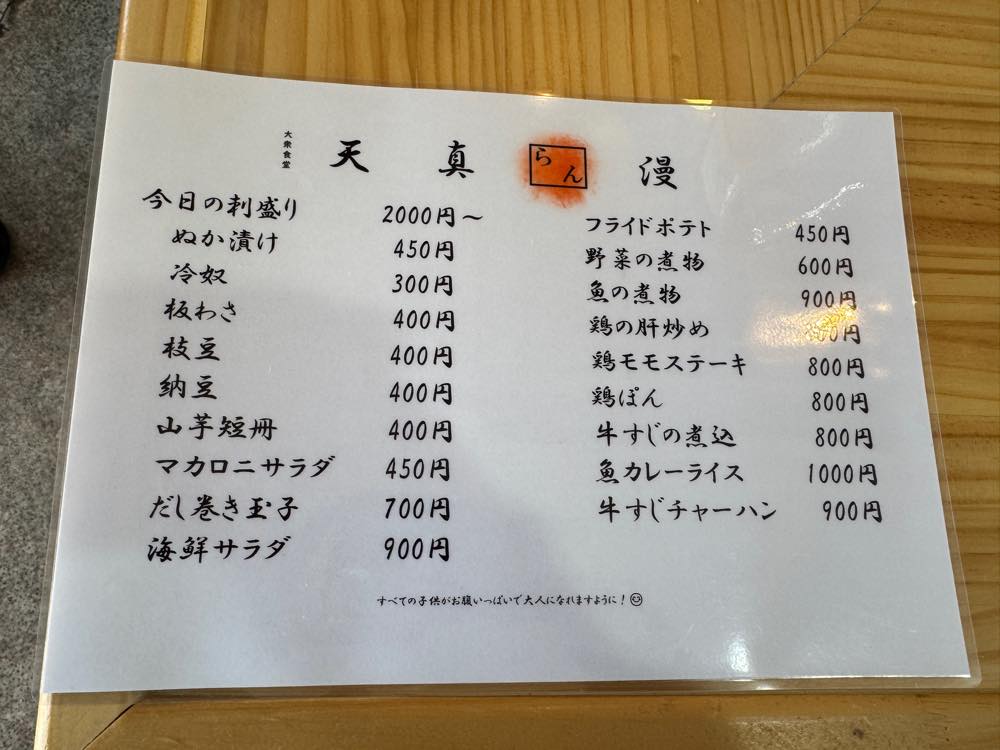 大衆食堂 天真らん漫
今日の刺盛り 2000円～
ぬか漬け 450円
冷奴 300円
板わさ 400円
枝豆 400円
納豆 400円
山芋短冊 400円
マカロニサラダ 450円
だし巻き玉子 700円
海鮮サラダ 900円
フライドポテト 450円
野菜の煮物 600円
魚の煮物 900円
鶏の肝炒め
鶏モモステーキ 800円
鶏ぽん 800円
牛すじの煮込 800円
魚カレーライス 1000円
牛すじチャーハン 900円
すべての子供がお腹いっぱいで大人になれますように！😊